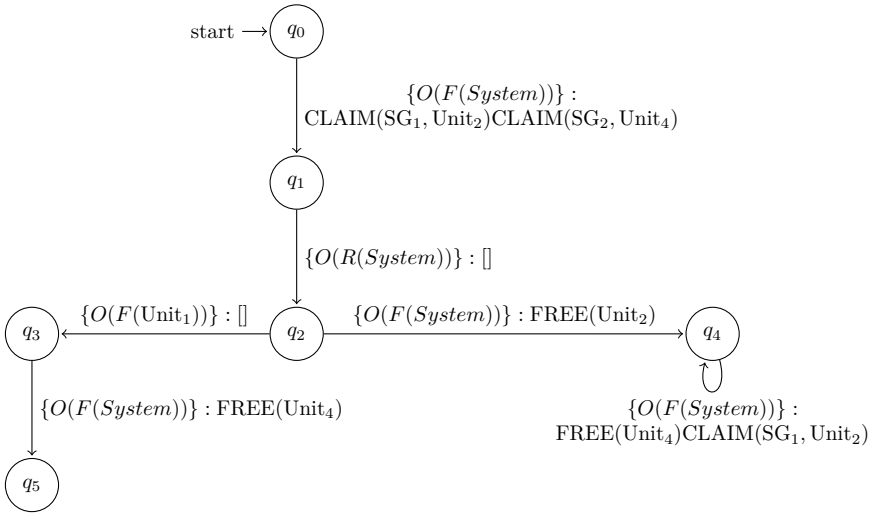 start
q₀
{O(F(System))} :
CLAIM(SG₁, Unit₂)CLAIM(SG₂, Unit₄)
q₁
{O(R(System))} : []
{O(F(Unit₁))} : []
{O(F(System))} : FREE(Unit₂)
q₃
q₂
q₄
{O(F(System))} : FREE(Unit₄)
{O(F(System))} :
FREE(Unit₄)CLAIM(SG₁, Unit₂)
q₅